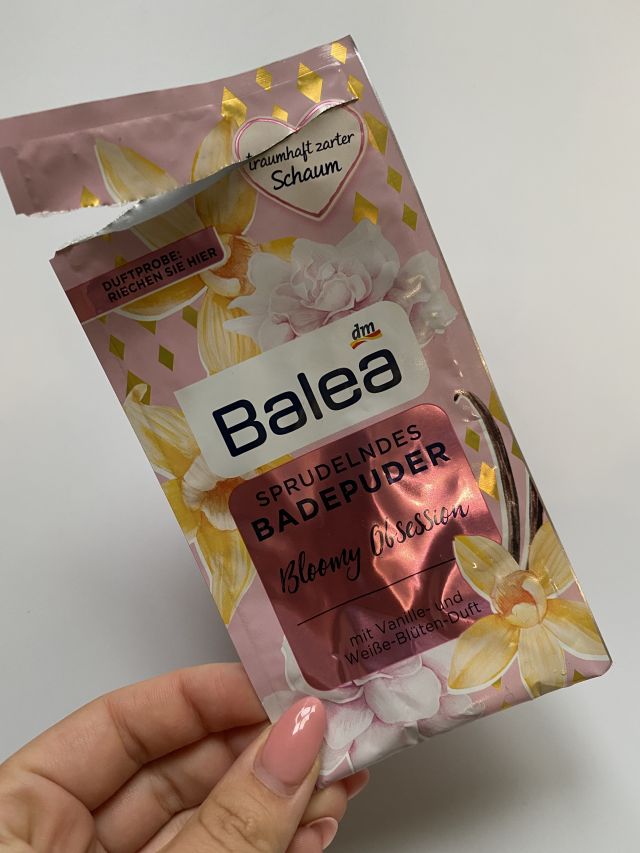 traumhaft zarter
Schaum
DUFTPROBE:
RIECHEN SIE HIER
dm
Balea
SPRUDELNDES
BADEPUDER
Bloomy Obsession
mit Vanille- und
Weiße-Blüten-Duft